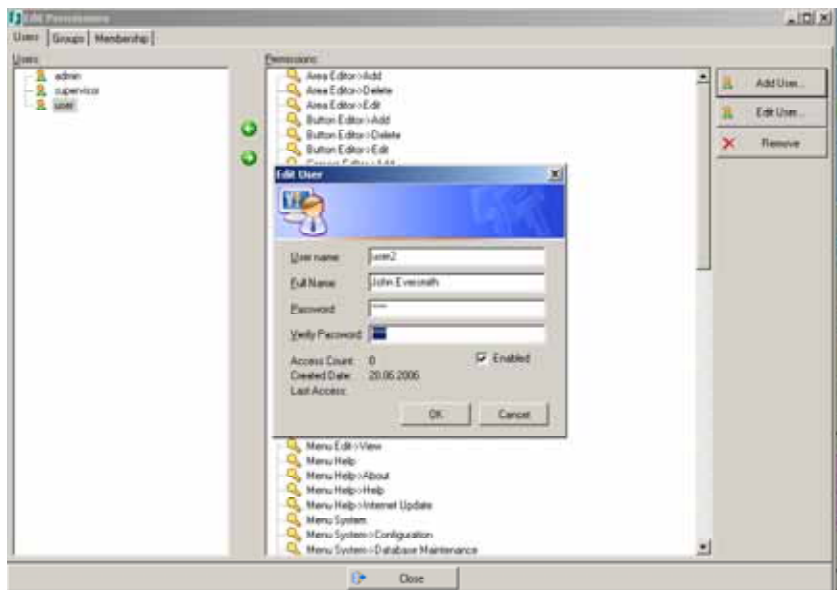 Edit Permissions
Users Groups Membership
Users: Permissions:
admin
supervisor
user
Area Editor->Add
Area Editor->Delete
Area Editor->Edit
Button Editor->Add
Button Editor->Delete
Button Editor->Edit
Add User...
Edit User...
Remove
Edit User
User name: user2
Full Name: John Eversmith
Password:
Verify Password:
Access Count: 0
Enabled
Created Date: 20.06.2006
Last Access:
OK Cancel
Menu Edit->View
Menu Help
Menu Help->About
Menu Help->Help
Menu Help->Internet Update
Menu System
Menu System->Configuration
Menu System->Database Maintenance
Close